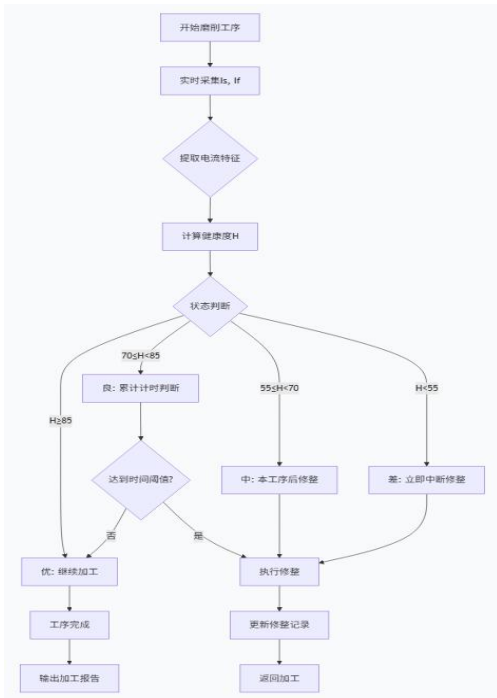 开始磨削工序
实时采集Is, If
提取电流特征
计算健康度H
状态判断
70≤H<85
55≤H<70
H<55
良: 累计计时判断
H≥85
达到时间阈值?
中: 本工序后修整
差: 立即中断修整
否
是
优: 继续加工
执行修整
工序完成
更新修整记录
输出加工报告
返回加工